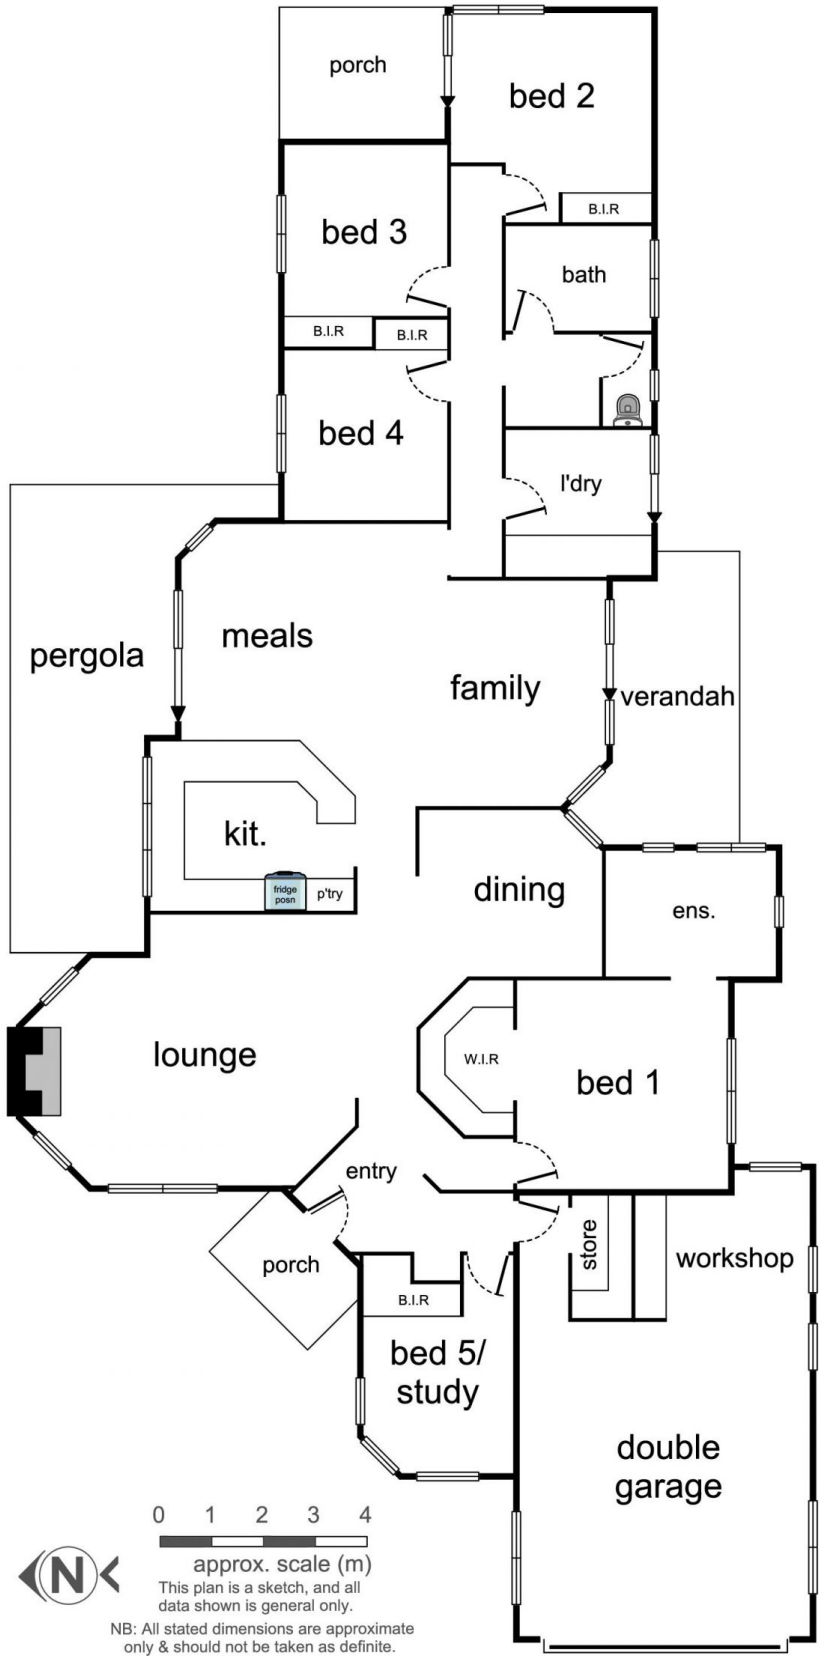 porch
bed 2
B.I.R
bed 3
bath
B.I.R
B.I.R
bed 4
l'dry
pergola
meals
family
verandah
kit.
fridge
posn
p'try
dining
ens.
lounge
W.I.R
bed 1
entry
porch
store
workshop
B.I.R
bed 5/
study
double
garage
0 1 2 3 4
approx. scale (m)
N
This plan is a sketch, and all
data shown is general only.
NB: All stated dimensions are approximate
only & should not be taken as definite.